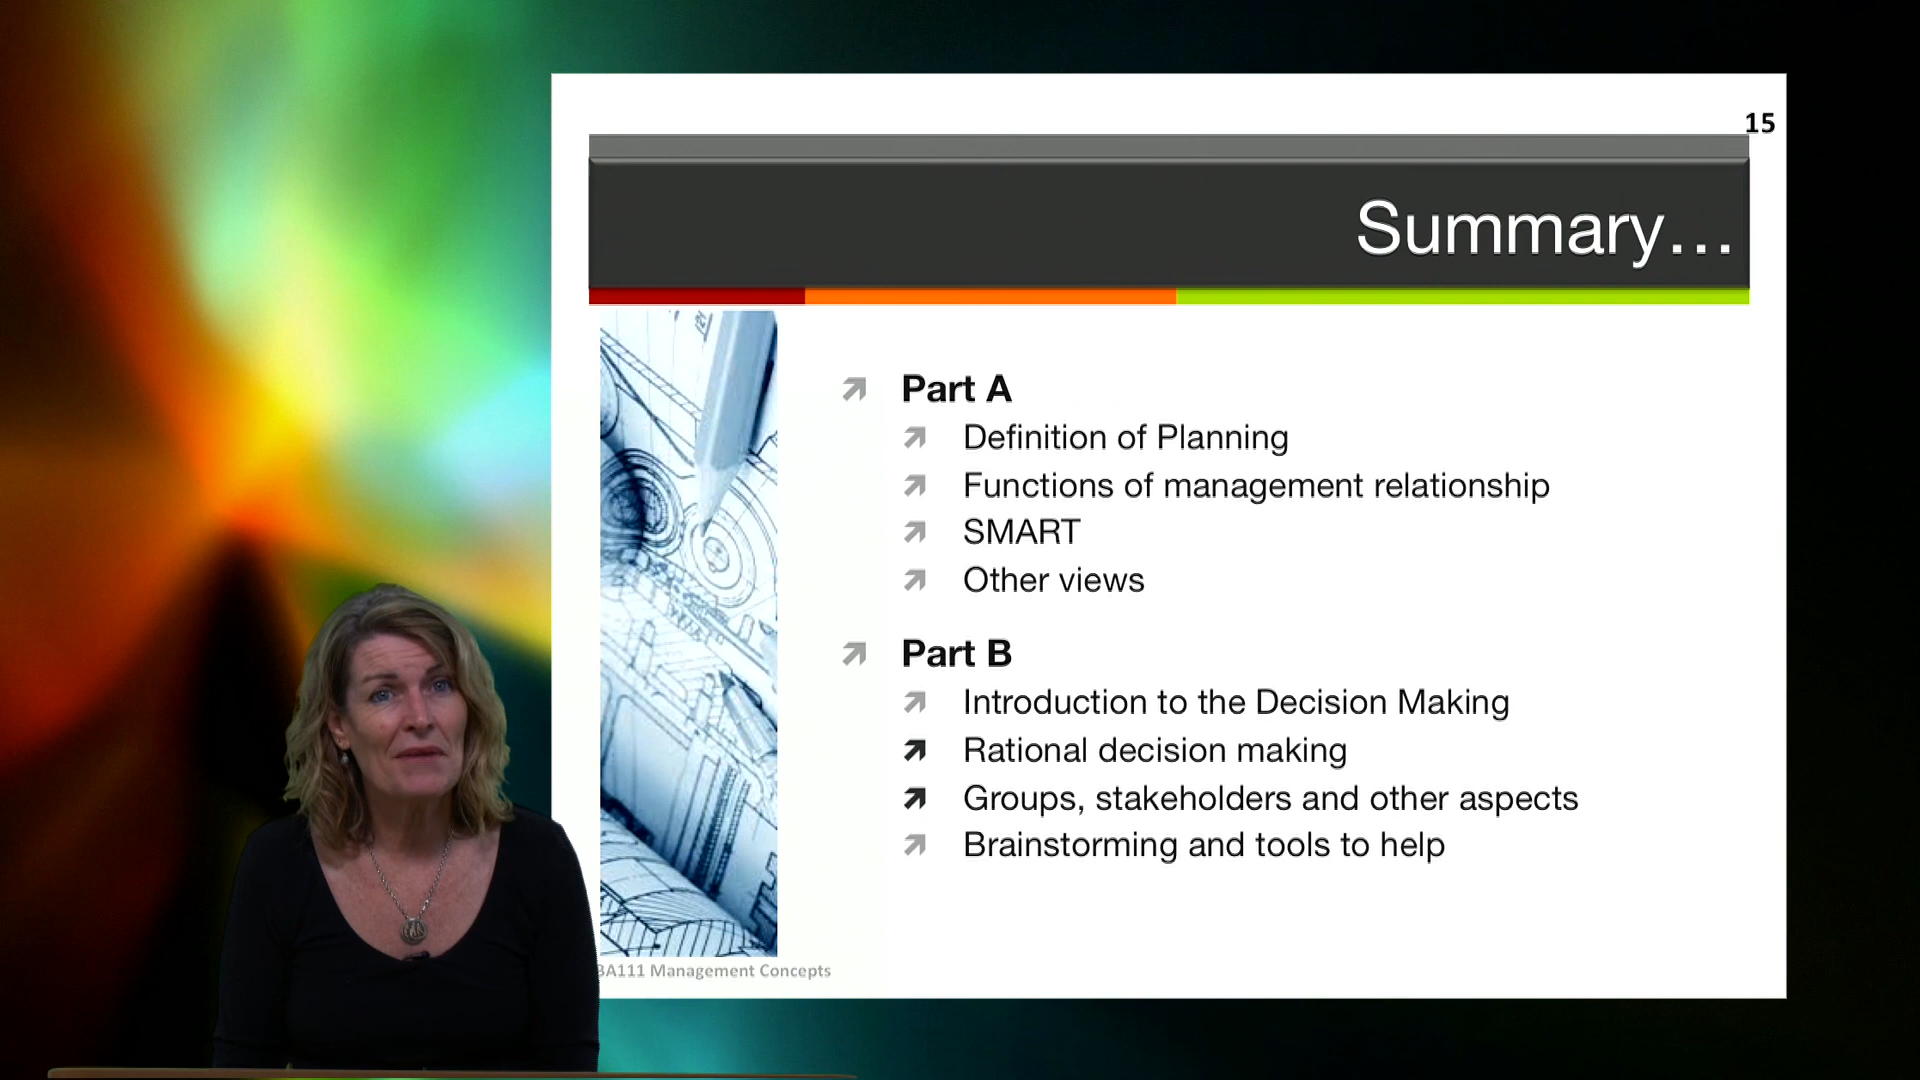 15
Summary...
Part A
Definition of Planning
Functions of management relationship
SMART
Other views
Part B
Introduction to the Decision Making
Rational decision making
Groups, stakeholders and other aspects
Brainstorming and tools to help
BA111 Management Concepts